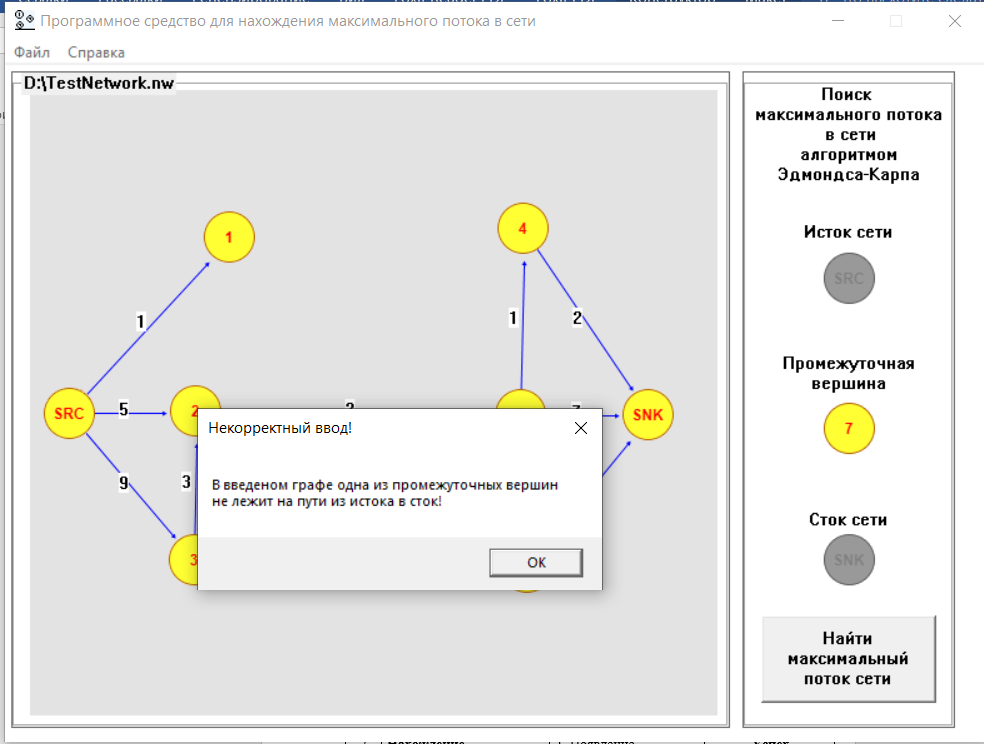 Программное средство для нахождения максимального потока в сети
Файл Справка
D:\TestNetwork.nw
1
4
1
1
2
SRC
5
2
SNK
9
3
3
Некорректный ввод!
В введеном графе одна из промежуточных вершин
не лежит на пути из истока в сток!
OK
Поиск
максимального потока
в сети
алгоритмом
Эдмондса-Карпа
Исток сети
SRC
Промежуточная
вершина
7
Сток сети
SNK
Найти
максимальный
поток сети